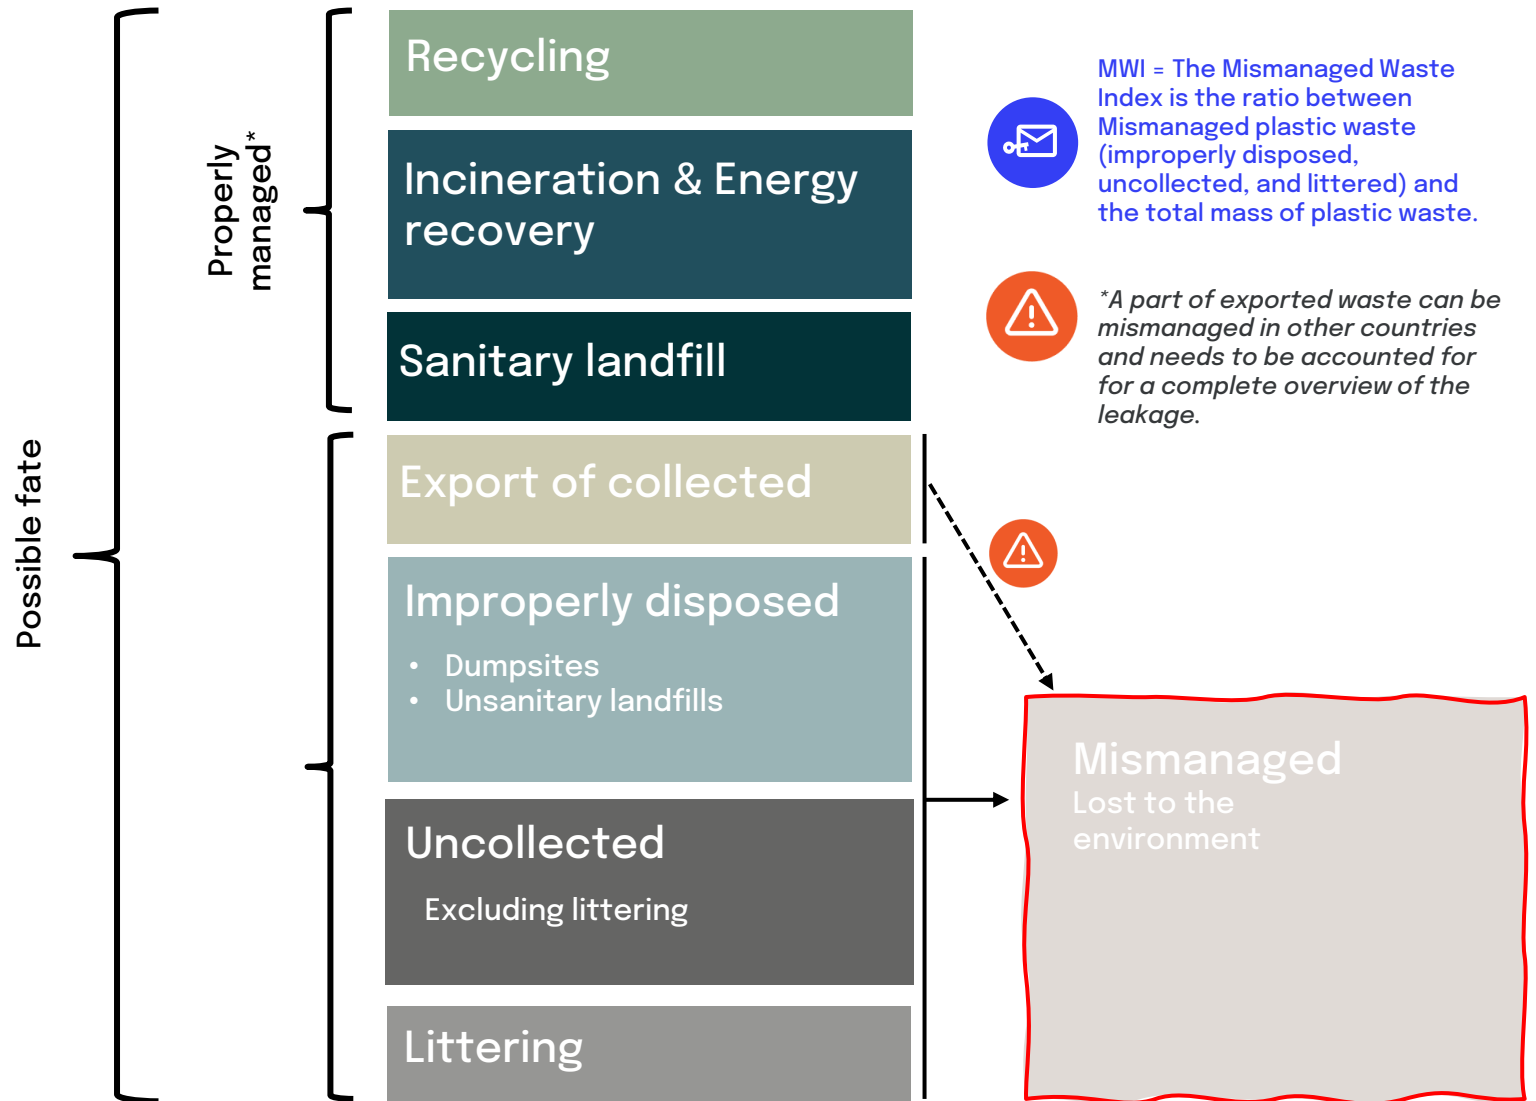 Possible fate
Properly
managed*
Recycling
Incineration & Energy
recovery
Sanitary landfill
Export of collected
Improperly disposed
• Dumpsites
• Unsanitary landfills
Uncollected
Excluding littering
Littering
MWI = The Mismanaged Waste
Index is the ratio between
Mismanaged plastic waste
(improperly disposed,
uncollected, and littered) and
the total mass of plastic waste.
*A part of exported waste can be
mismanaged in other countries
and needs to be accounted for
for a complete overview of the
leakage.
Mismanaged
Lost to the
environment